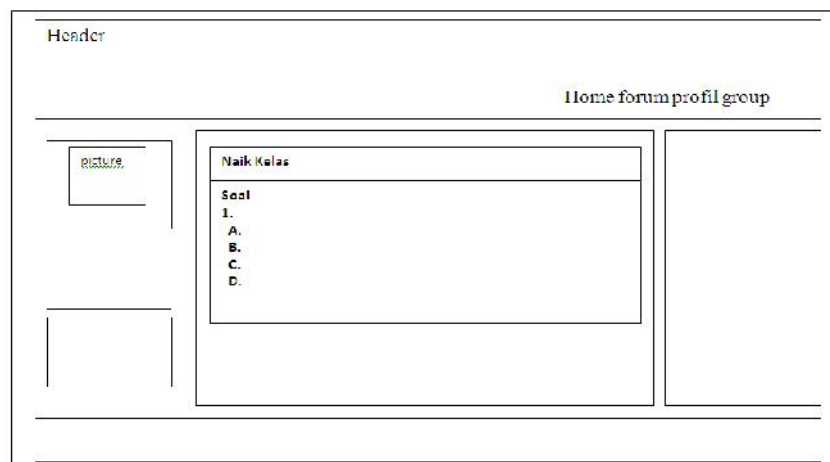 Header
Home forum profil group
picture
Naik Kelas
Soal
1.
A.
B.
C.
D.